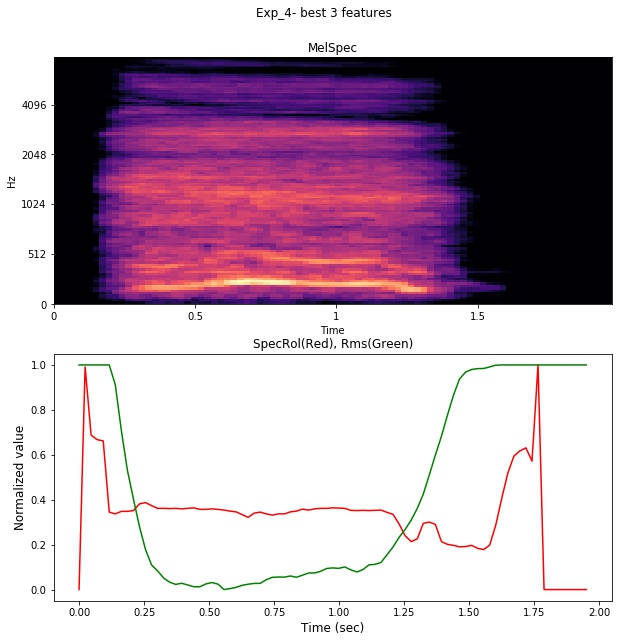 Exp_4- best 3 features
MelSpec
4096
2048
Hz
1024
512
0
0 0.5 1 1.5
Time
SpecRol(Red), Rms(Green)
1.0
0.8
0.6
Normalized value
0.4
0.2
0.0
0.00 0.25 0.50 0.75 1.00 1.25 1.50 1.75 2.00
Time (sec)